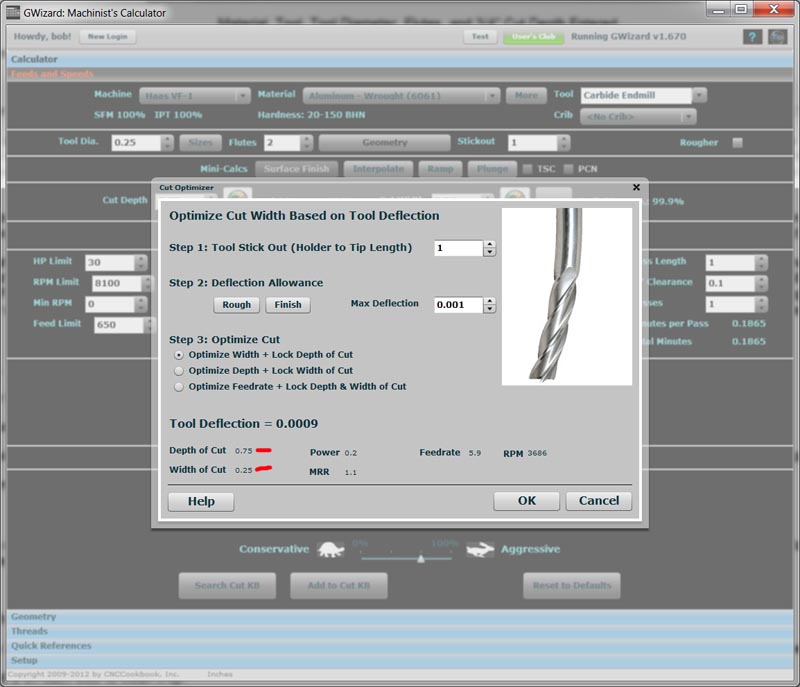 GWizard: Machinist's Calculator
Howdy, bob! New Login Test User's Club Running GWizard v1.670 ?
Calculator
Feeds and Speeds
Machine Haas VF-1 Material Aluminum - Wrought (6061) More Tool Carbide Endmill
SFM 100% IPT 100% Hardness: 20-150 BHN Crib <No Crib>
Tool Dia. 0.25 Sizes Flutes 2 Geometry Stickout 1 Rougher
Mini-Calcs Surface Finish Interpolate Ramp Plunge TSC PCN
Cut Optimizer
Cut Depth 99.9%
Optimize Cut Width Based on Tool Deflection
Step 1: Tool Stick Out (Holder to Tip Length) 1
HP Limit 30 Length 1
RPM Limit 8100 Clearance 0.1
Step 2: Deflection Allowance
Min RPM 0 Rough Finish Max Deflection 0.001 1
Feed Limit 650 per Pass 0.1865
Step 3: Optimize Cut Minutes 0.1865
Optimize Width + Lock Depth of Cut
Optimize Depth + Lock Width of Cut
Optimize Feedrate + Lock Depth & Width of Cut
Tool Deflection = 0.0009
Depth of Cut 0.75 Power 0.2 Feedrate 5.9 RPM 3686
Width of Cut 0.25 MRR 1.1
Help OK Cancel
Conservative 0% 100% Aggressive
Search Cut KB Add to Cut KB Reset to Defaults
Geometry
Threads
Quick References
Setup
Copyright 2009-2012 by CNCCookbook, Inc. Inches